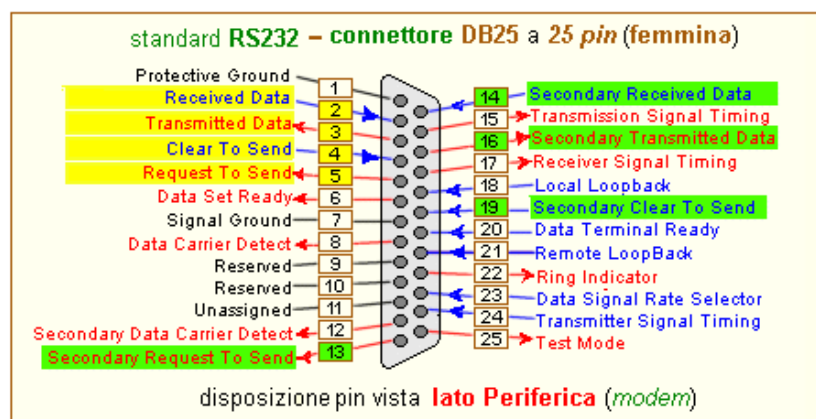 standard RS232 – connettore DB25 a 25 pin (femmina)
Protective Ground 1
Received Data 2
Transmitted Data 3
Clear To Send 4
Request To Send 5
Data Set Ready 6
Signal Ground 7
Data Carrier Detect 8
Reserved 9
Reserved 10
Unassigned 11
Secondary Data Carrier Detect 12
Secondary Request To Send 13
14 Secondary Received Data
15 Transmission Signal Timing
16 Secondary Transmitted Data
17 Receiver Signal Timing
18 Local Loopback
19 Secondary Clear To Send
20 Data Terminal Ready
21 Remote LoopBack
22 Ring Indicator
23 Data Signal Rate Selector
24 Transmitter Signal Timing
25 Test Mode
disposizione pin vista lato Periferica (modem)